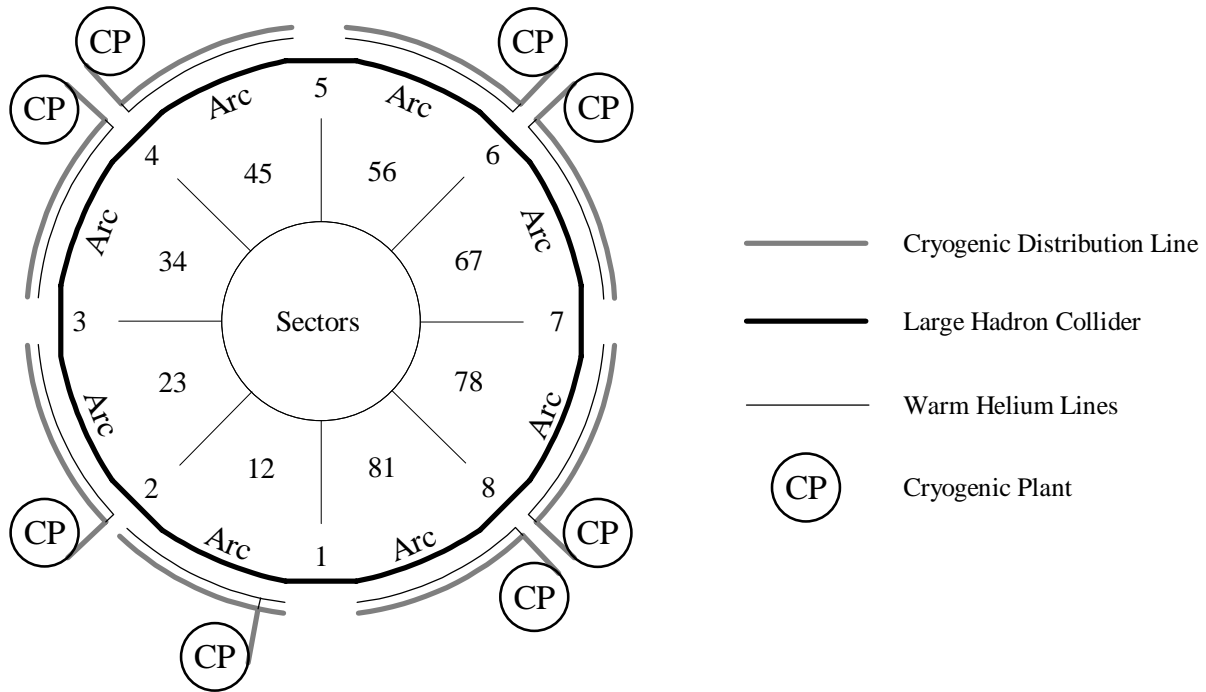 CP
CP
CP
CP
Arc
5
Arc
4
45
56
6
Arc
Arc
34
67
Cryogenic Distribution Line
3
Sectors
7
Large Hadron Collider
23
78
Arc
Arc
Warm Helium Lines
2
12
81
8
CP
Cryogenic Plant
CP
Arc
1
Arc
CP
CP
CP